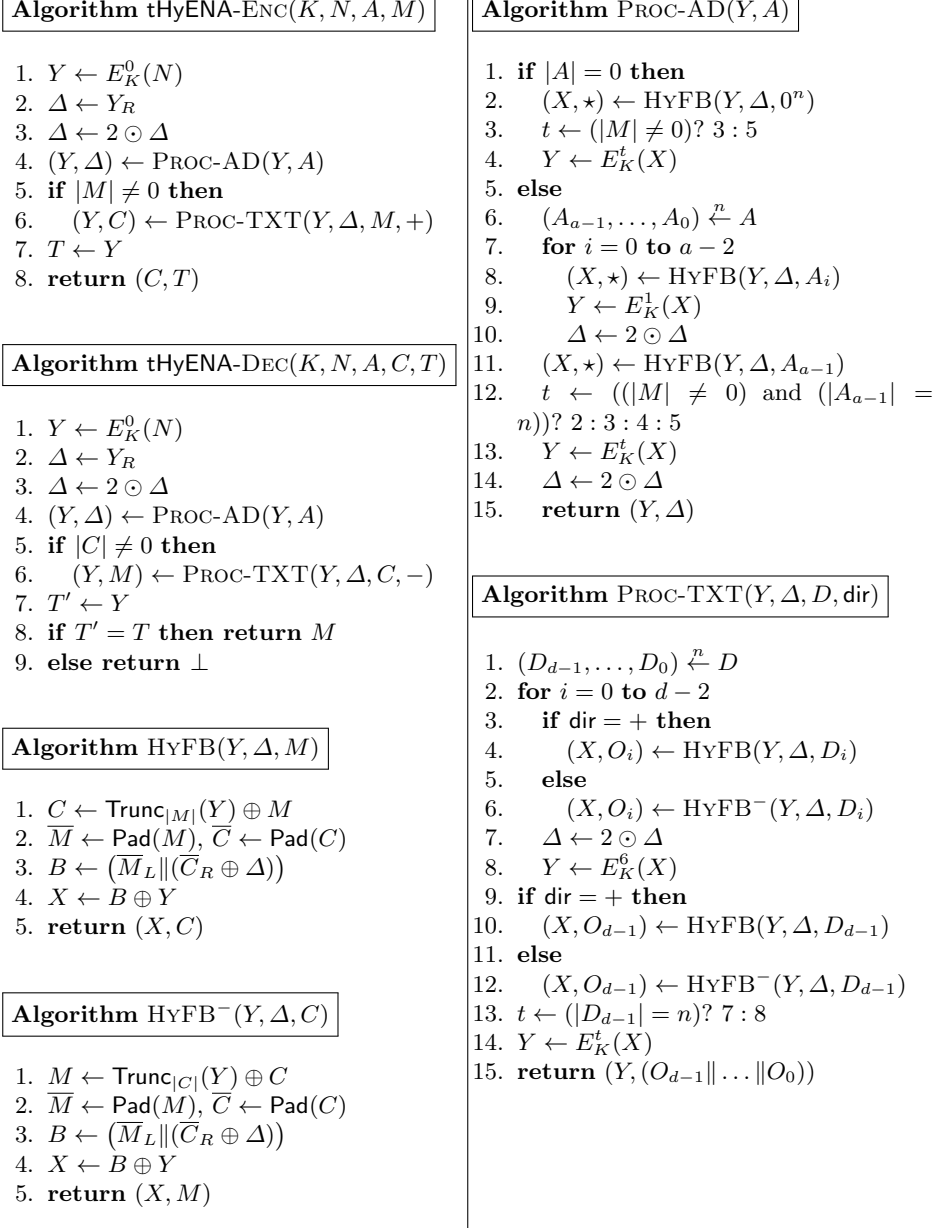 Algorithm tHyENA-Enc(K, N, A, M)
1. Y ← E_K^0(N)
2. Δ ← Y_R
3. Δ ← 2 ⊙ Δ
4. (Y, Δ) ← Proc-AD(Y, A)
5. if |M| ≠ 0 then
6. (Y, C) ← Proc-TXT(Y, Δ, M, +)
7. T ← Y
8. return (C, T)
Algorithm tHyENA-Dec(K, N, A, C, T)
1. Y ← E_K^0(N)
2. Δ ← Y_R
3. Δ ← 2 ⊙ Δ
4. (Y, Δ) ← Proc-AD(Y, A)
5. if |C| ≠ 0 then
6. (Y, M) ← Proc-TXT(Y, Δ, C, −)
7. T′ ← Y
8. if T′ = T then return M
9. else return ⊥
Algorithm HyFB(Y, Δ, M)
1. C ← Trunc_{|M|}(Y) ⊕ M
2. M̅ ← Pad(M), C̅ ← Pad(C)
3. B ← (M̅_L‖(C̅_R ⊕ Δ))
4. X ← B ⊕ Y
5. return (X, C)
Algorithm HyFB⁻(Y, Δ, C)
1. M ← Trunc_{|C|}(Y) ⊕ C
2. M̅ ← Pad(M), C̅ ← Pad(C)
3. B ← (M̅_L‖(C̅_R ⊕ Δ))
4. X ← B ⊕ Y
5. return (X, M)
Algorithm Proc-AD(Y, A)
1. if |A| = 0 then
2. (X, ⋆) ← HyFB(Y, Δ, 0^n)
3. t ← (|M| ≠ 0)? 3 : 5
4. Y ← E_K^t(X)
5. else
6. (A_{a−1}, . . . , A_0) ←^n A
7. for i = 0 to a − 2
8. (X, ⋆) ← HyFB(Y, Δ, A_i)
9. Y ← E_K^1(X)
10. Δ ← 2 ⊙ Δ
11. (X, ⋆) ← HyFB(Y, Δ, A_{a−1})
12. t ← ((|M| ≠ 0) and (|A_{a−1}| =
n))? 2 : 3 : 4 : 5
13. Y ← E_K^t(X)
14. Δ ← 2 ⊙ Δ
15. return (Y, Δ)
Algorithm Proc-TXT(Y, Δ, D, dir)
1. (D_{d−1}, . . . , D_0) ←^n D
2. for i = 0 to d − 2
3. if dir = + then
4. (X, O_i) ← HyFB(Y, Δ, D_i)
5. else
6. (X, O_i) ← HyFB⁻(Y, Δ, D_i)
7. Δ ← 2 ⊙ Δ
8. Y ← E_K^6(X)
9. if dir = + then
10. (X, O_{d−1}) ← HyFB(Y, Δ, D_{d−1})
11. else
12. (X, O_{d−1}) ← HyFB⁻(Y, Δ, D_{d−1})
13. t ← (|D_{d−1}| = n)? 7 : 8
14. Y ← E_K^t(X)
15. return (Y, (O_{d−1}‖ . . . ‖O_0))